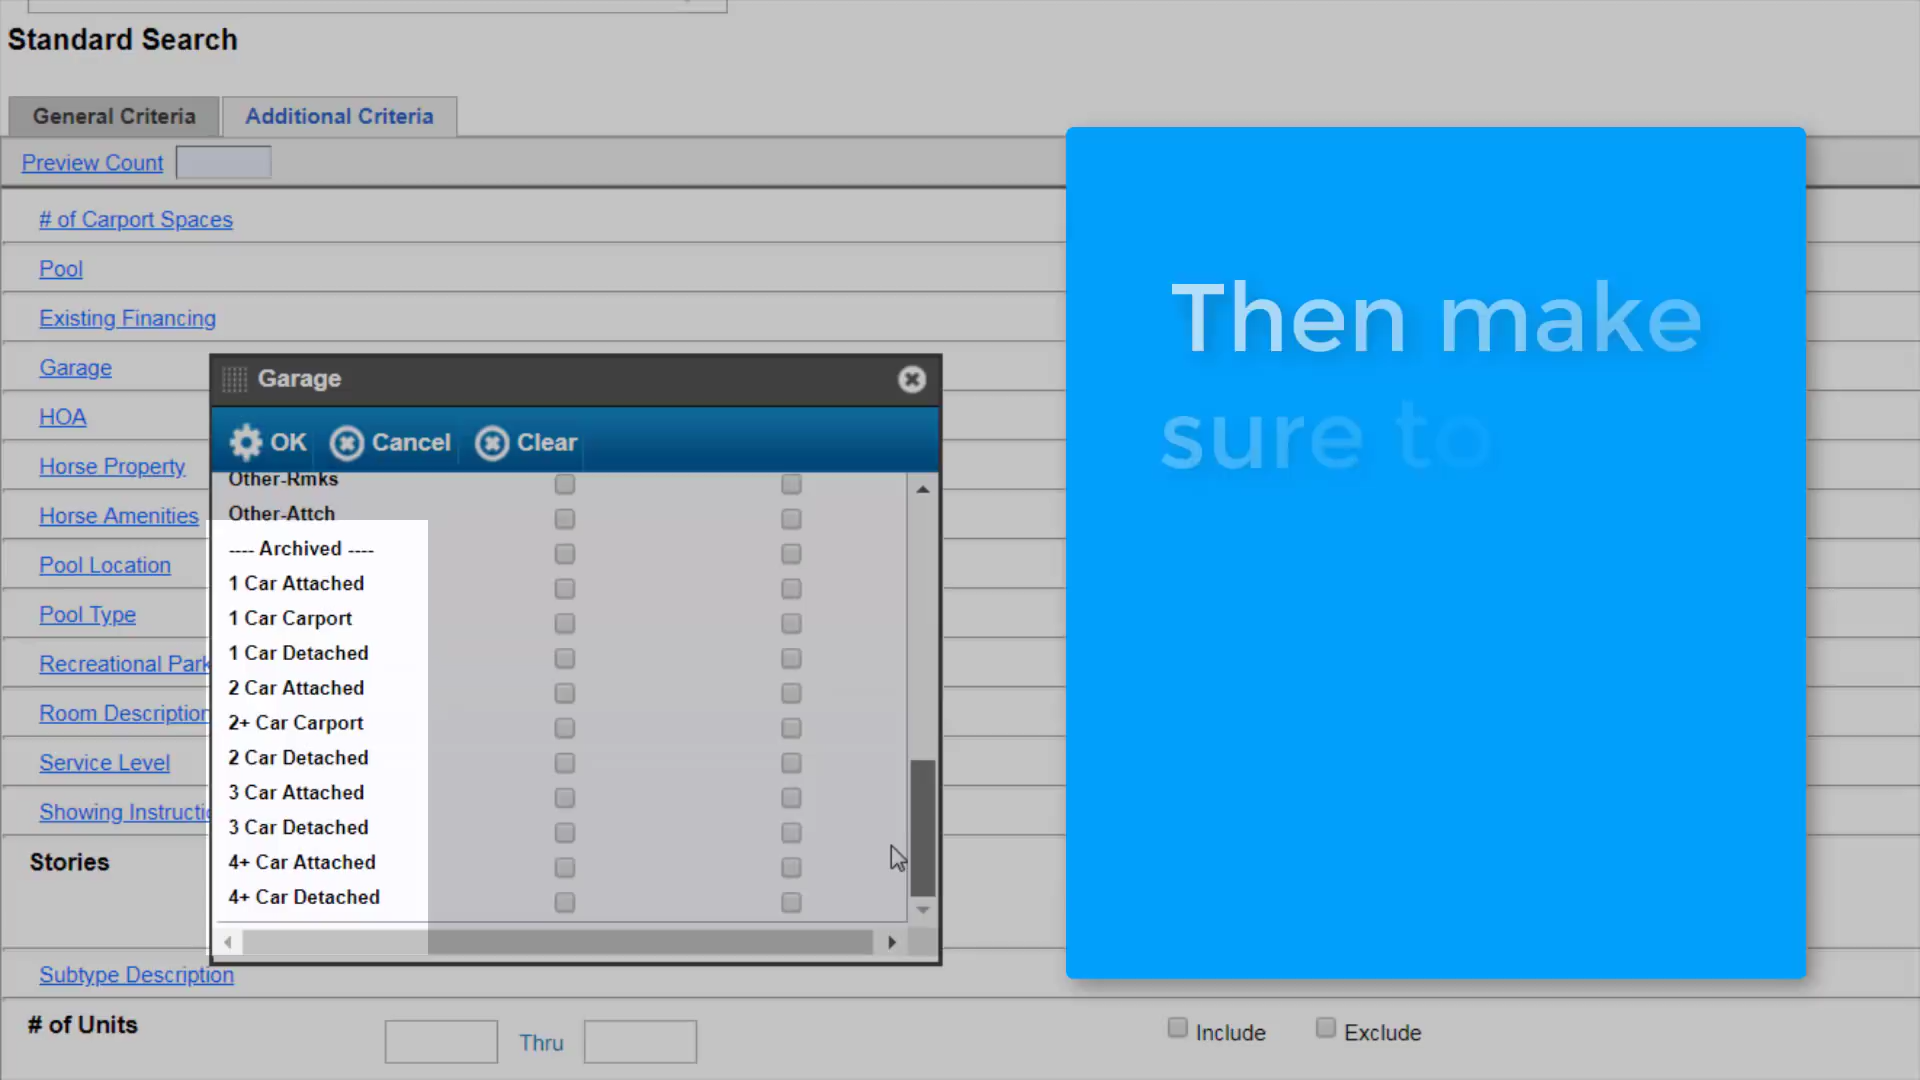 Standard Search
General Criteria
Additional Criteria
Preview Count
# of Carport Spaces
Pool
Existing Financing
Garage
HOA
Horse Property
Horse Amenities
Pool Location
Pool Type
Recreational Park
Room Description
Service Level
Showing Instructi
Stories
Subtype Description
# of Units
Thru
Include
Exclude
Garage
OK
Cancel
Clear
Other-Rmks
Other-Attch
---- Archived ----
1 Car Attached
1 Car Carport
1 Car Detached
2 Car Attached
2+ Car Carport
2 Car Detached
3 Car Attached
3 Car Detached
4+ Car Attached
4+ Car Detached
Then make
sure to